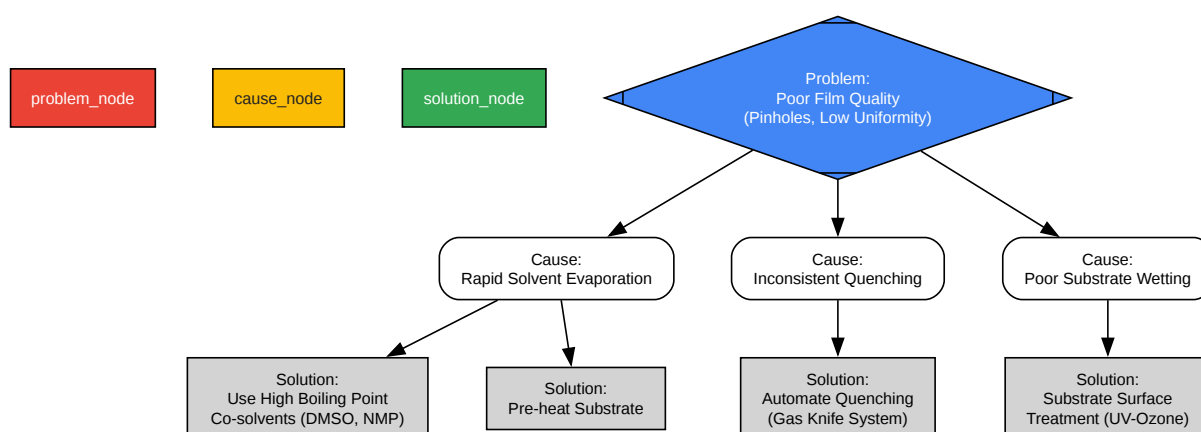 problem_node
cause_node
solution_node
Problem:
Poor Film Quality
(Pinholes, Low Uniformity)
Cause:
Rapid Solvent Evaporation
Cause:
Inconsistent Quenching
Cause:
Poor Substrate Wetting
Solution:
Use High Boiling Point
Co-solvents (DMSO, NMP)
Solution:
Pre-heat Substrate
Solution:
Automate Quenching
(Gas Knife System)
Solution:
Substrate Surface
Treatment (UV-Ozone)